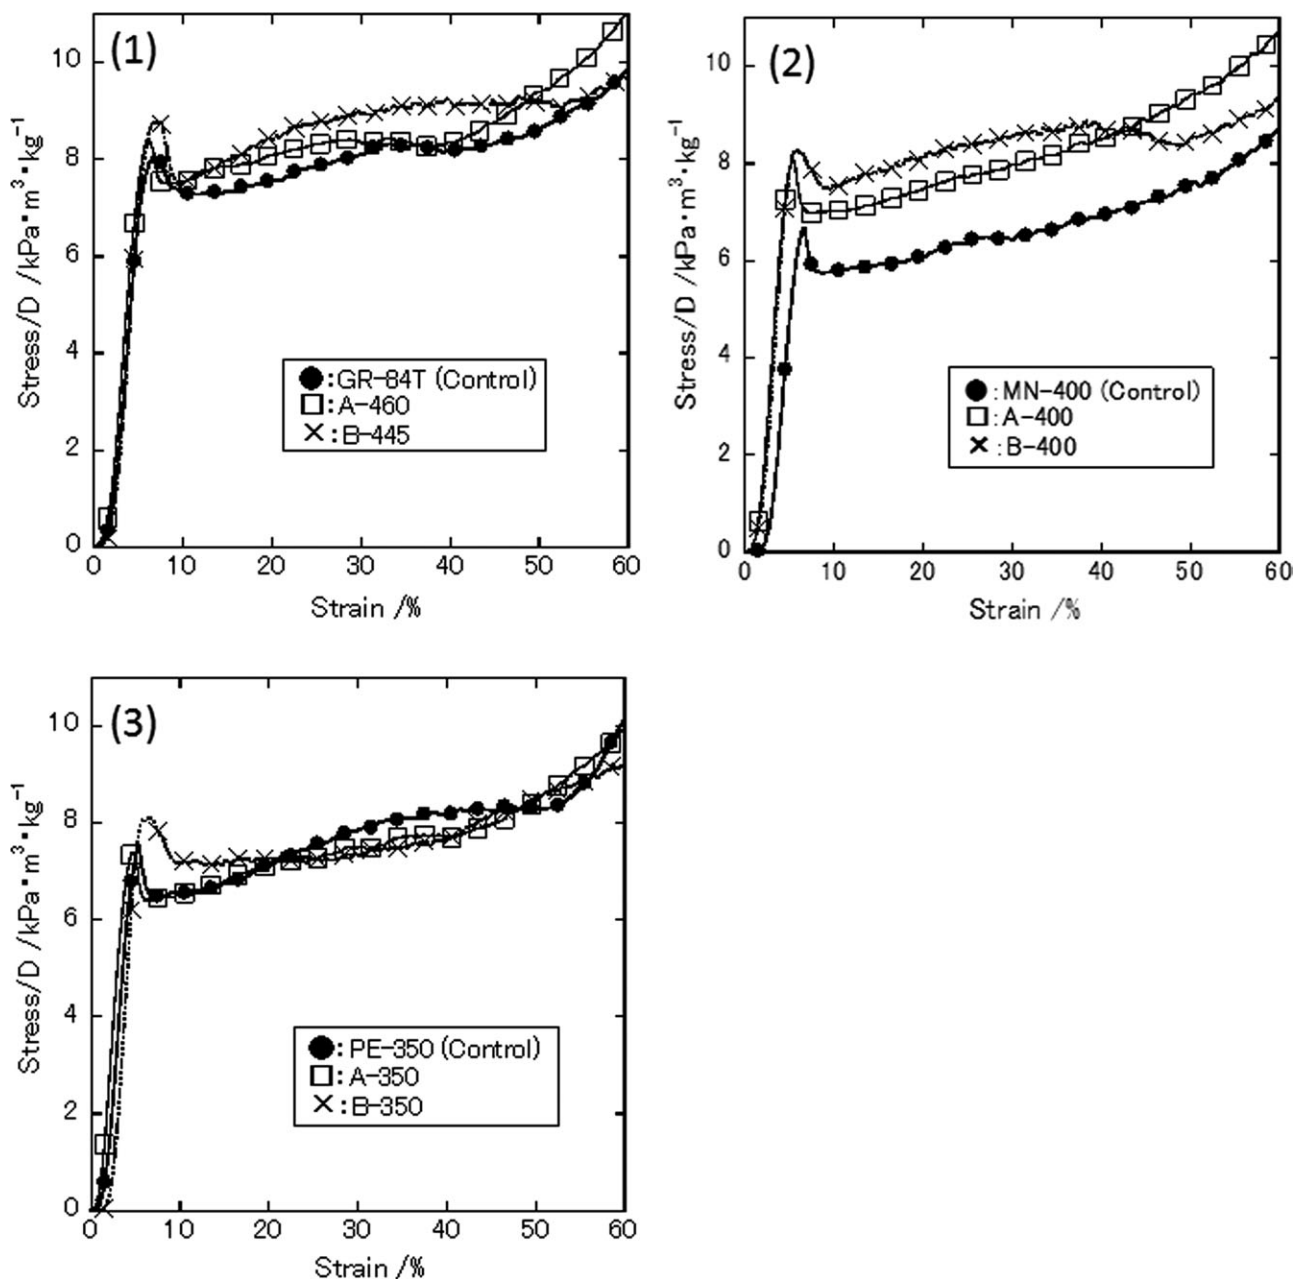 (1)
10
8
6
4
2
0
Stress/D /kPa・m³・kg⁻¹
●:GR-84T (Control)
□:A-460
×:B-445
0 10 20 30 40 50 60
Strain /%
(2)
10
8
6
4
2
0
Stress/D /kPa・m³・kg⁻¹
●:MN-400 (Control)
□:A-400
×:B-400
0 10 20 30 40 50 60
Strain /%
(3)
10
8
6
4
2
0
Stress/D /kPa・m³・kg⁻¹
●:PE-350 (Control)
□:A-350
×:B-350
0 10 20 30 40 50 60
Strain /%